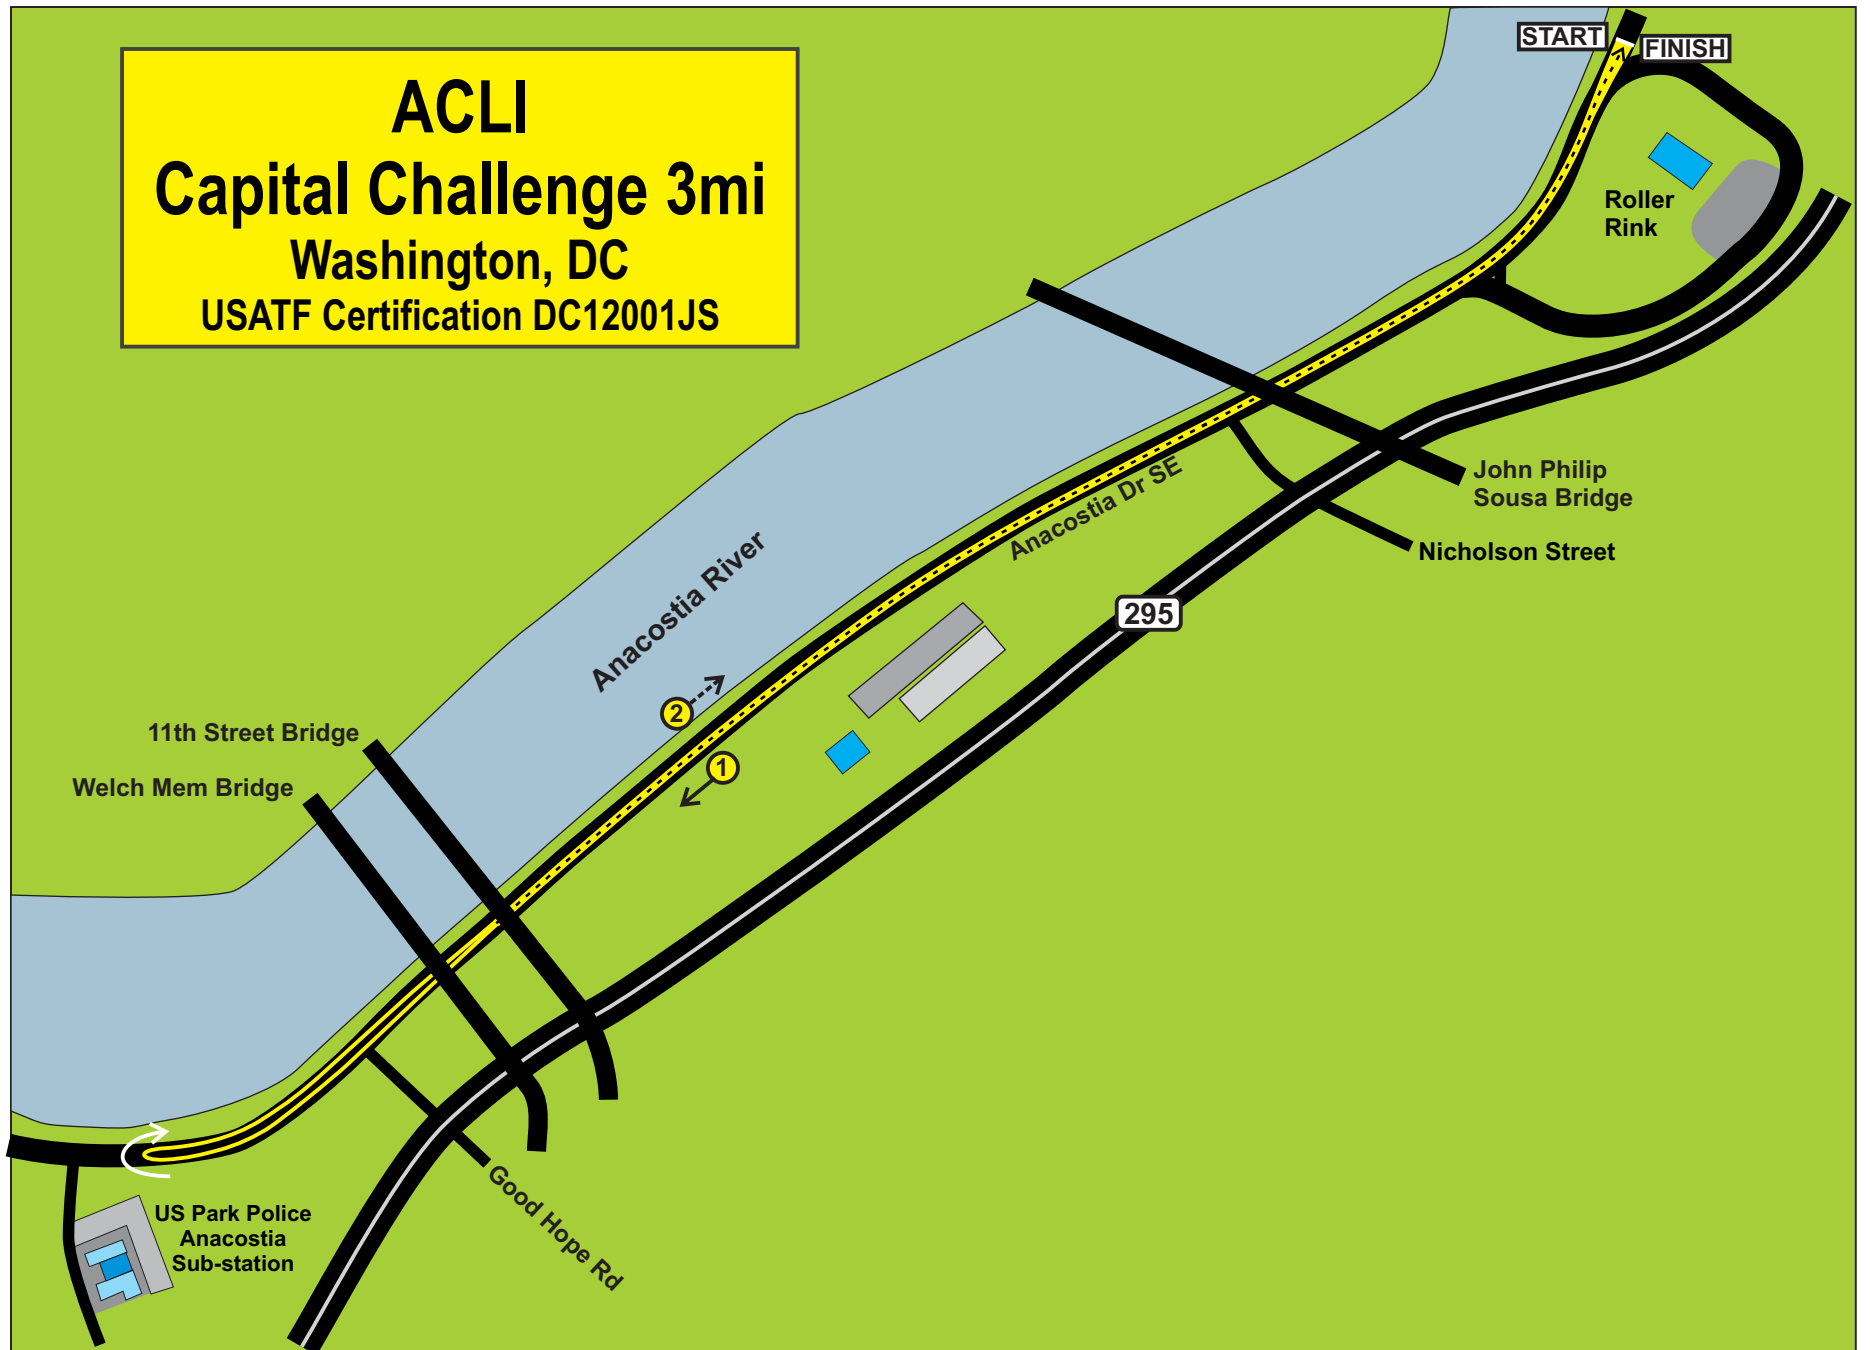 ACLI
Capital Challenge 3mi
Washington, DC
USATF Certification DC12001JS
START
FINISH
Roller
Rink
John Philip
Sousa Bridge
Nicholson Street
Anacostia Dr SE
295
Anacostia River
2
1
11th Street Bridge
Welch Mem Bridge
Good Hope Rd
US Park Police
Anacostia
Sub-station